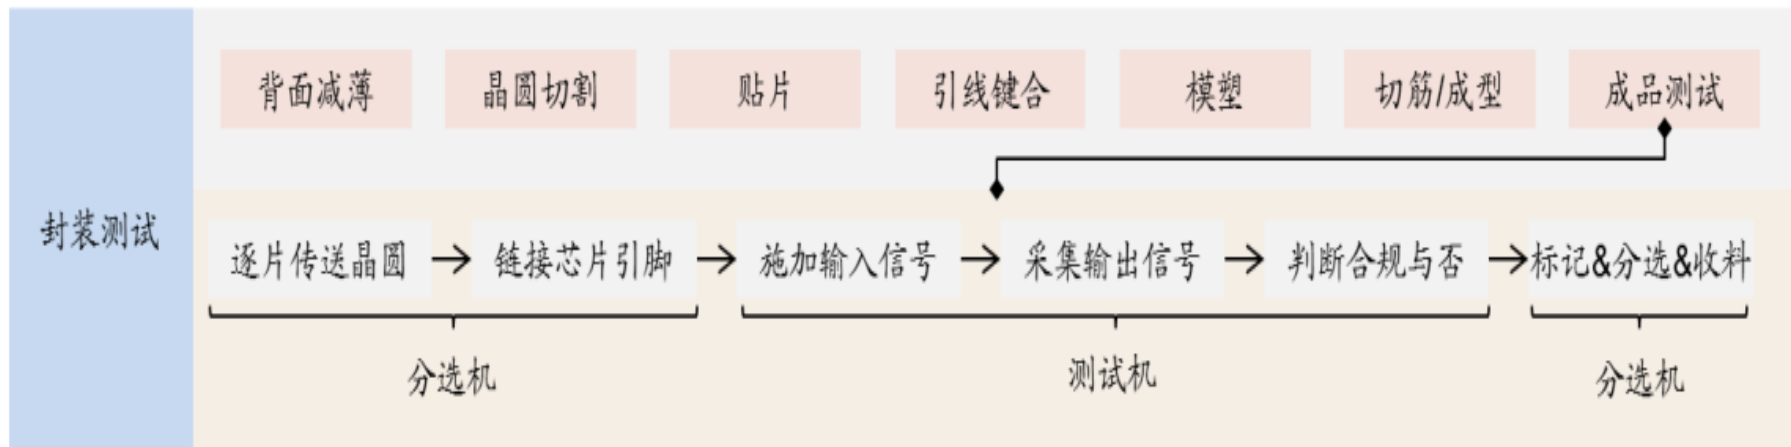 封装测试
背面减薄
晶圆切割
贴片
引线键合
模塑
切筋/成型
成品测试
逐片传送晶圆
链接芯片引脚
施加输入信号
采集输出信号
判断合规与否
标记&分选&收料
分选机
测试机
分选机